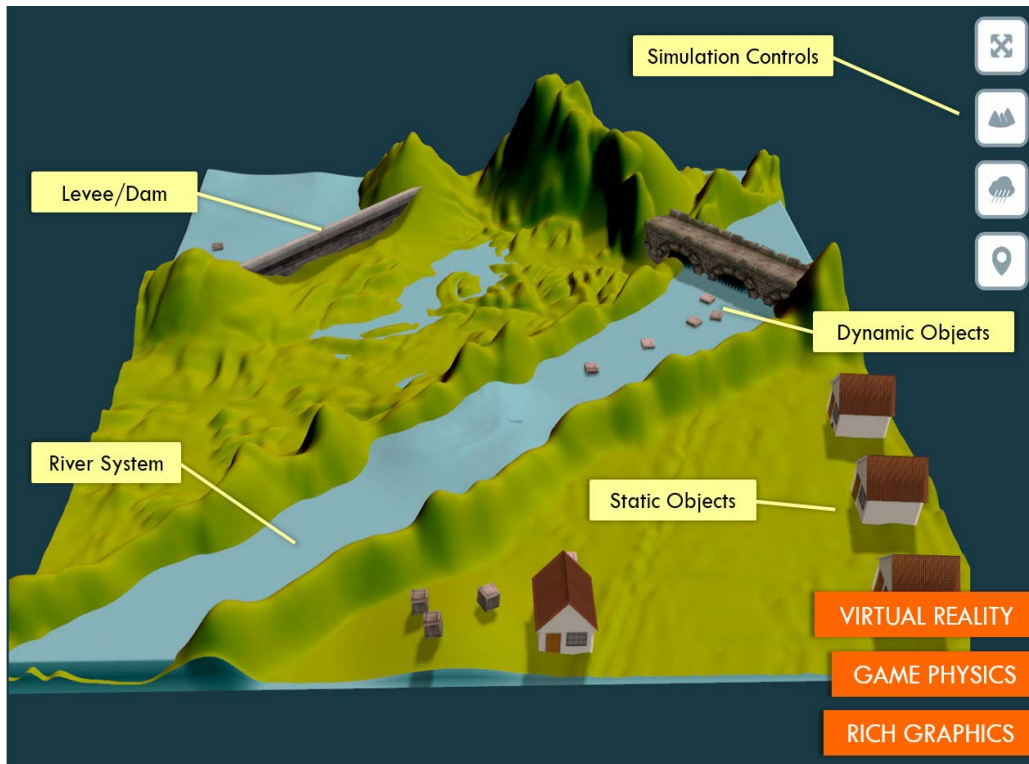 Simulation Controls
Levee/Dam
Dynamic Objects
River System
Static Objects
VIRTUAL REALITY
GAME PHYSICS
RICH GRAPHICS